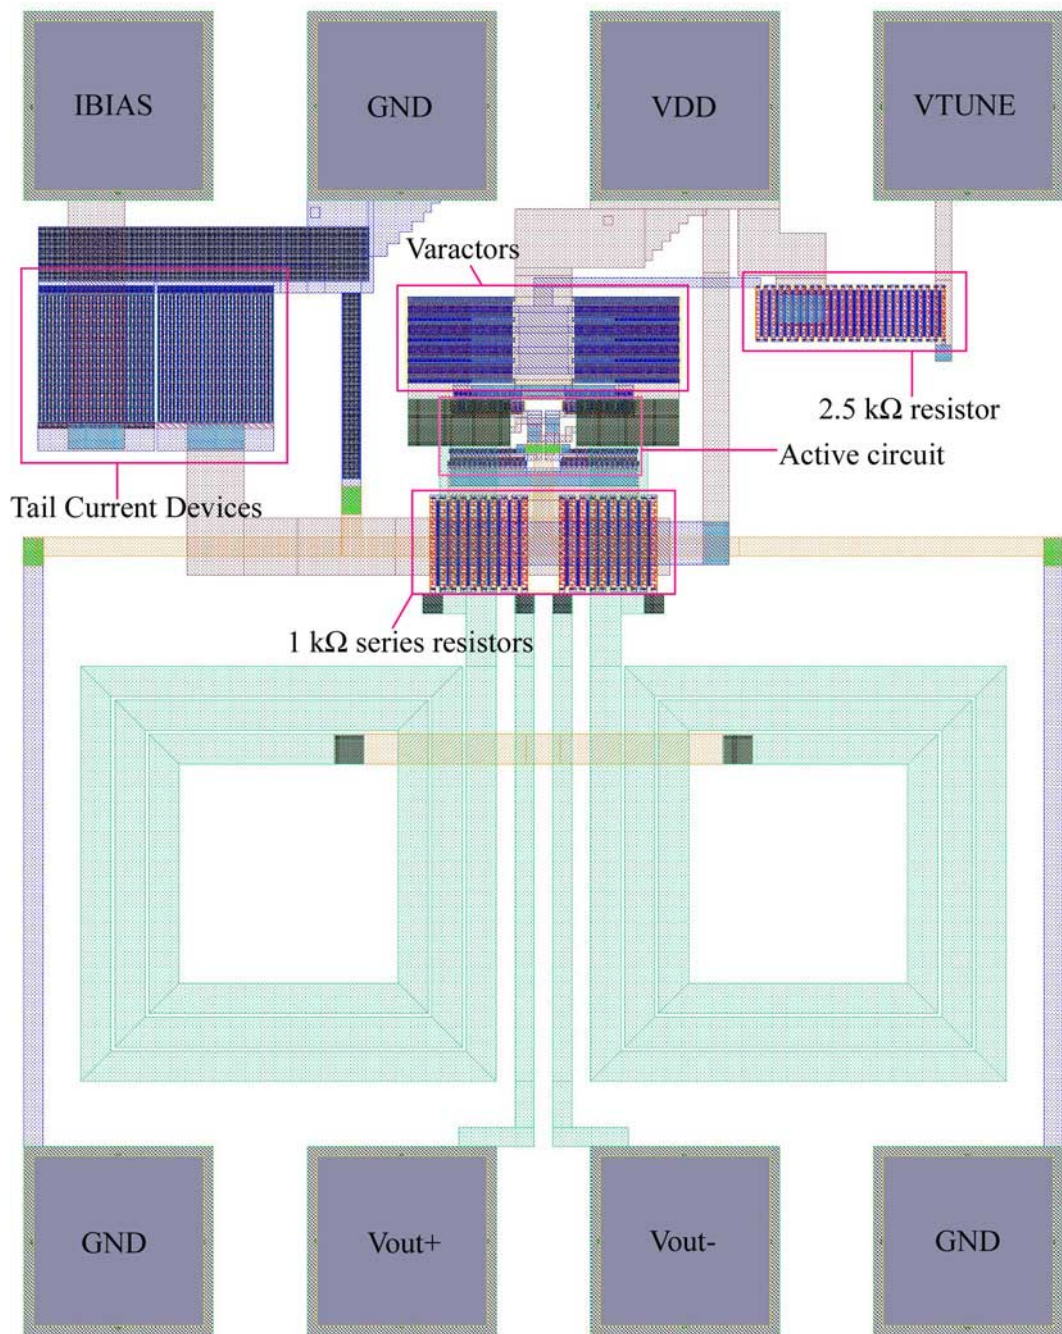 IBIAS
GND
VDD
VTUNE
Varactors
2.5 kΩ resistor
Active circuit
Tail Current Devices
1 kΩ series resistors
GND
Vout+
Vout-
GND